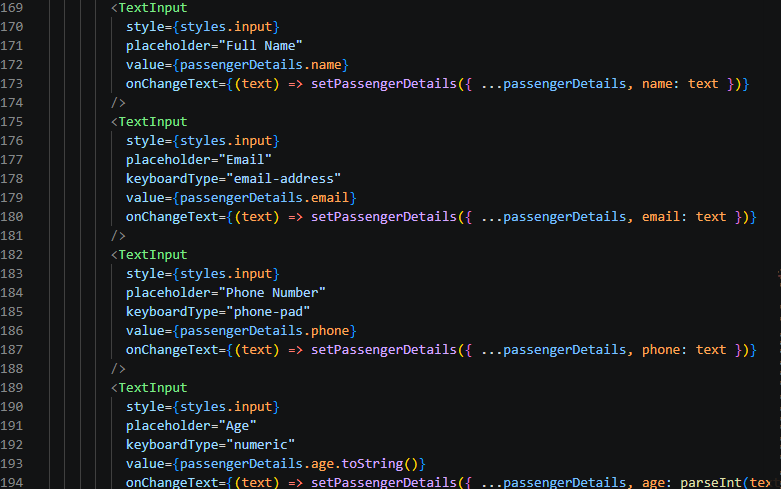 169 <TextInput
170 style={styles.input}
171 placeholder="Full Name"
172 value={passengerDetails.name}
173 onChangeText={(text) => setPassengerDetails({ ...passengerDetails, name: text })}
174 />
175 <TextInput
176 style={styles.input}
177 placeholder="Email"
178 keyboardType="email-address"
179 value={passengerDetails.email}
180 onChangeText={(text) => setPassengerDetails({ ...passengerDetails, email: text })}
181 />
182 <TextInput
183 style={styles.input}
184 placeholder="Phone Number"
185 keyboardType="phone-pad"
186 value={passengerDetails.phone}
187 onChangeText={(text) => setPassengerDetails({ ...passengerDetails, phone: text })}
188 />
189 <TextInput
190 style={styles.input}
191 placeholder="Age"
192 keyboardType="numeric"
193 value={passengerDetails.age.toString()}
194 onChangeText={(text) => setPassengerDetails({ ...passengerDetails, age: parseInt(tex